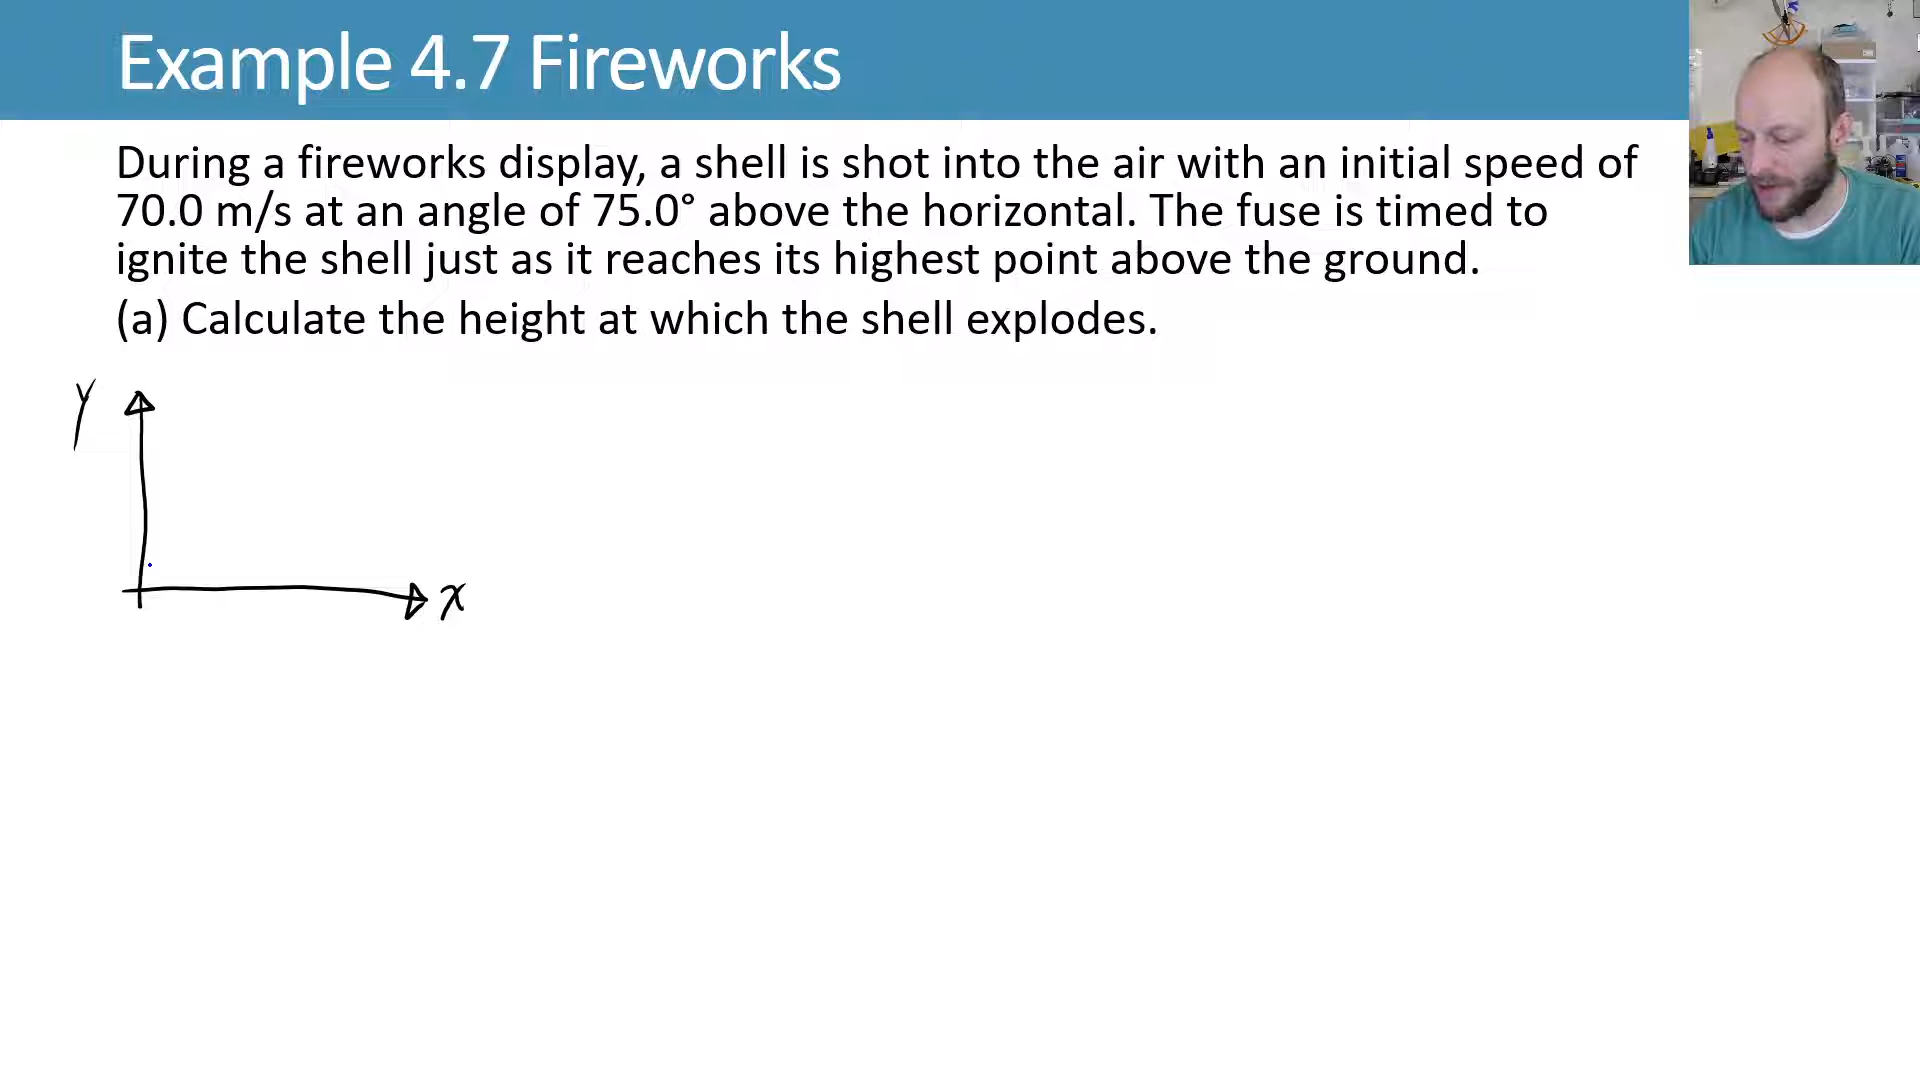 Example 4.7 Fireworks
During a fireworks display, a shell is shot into the air with an initial speed of
70.0 m/s at an angle of 75.0° above the horizontal. The fuse is timed to
ignite the shell just as it reaches its highest point above the ground.
(a) Calculate the height at which the shell explodes.
y
x